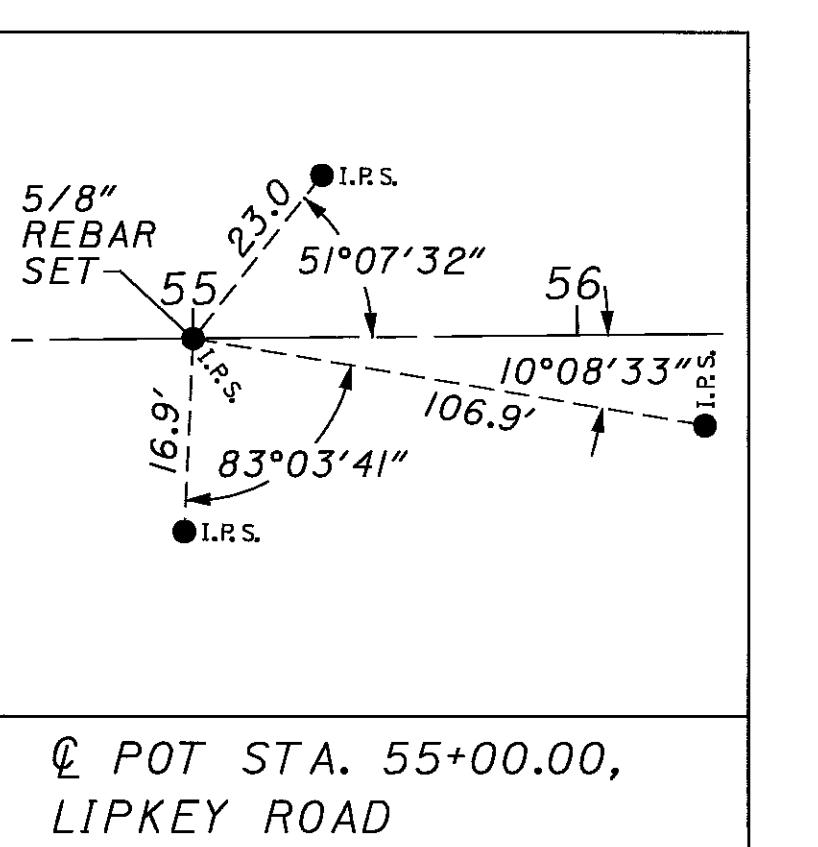 I.P.S.
5/8"
REBAR
SET
23.0
51°07'32"
55
56
I.P.S.
10°08'33"
I.P.S.
106.9'
16.9'
83°03'41"
I.P.S.
℄ POT STA. 55+00.00,
LIPKEY ROAD